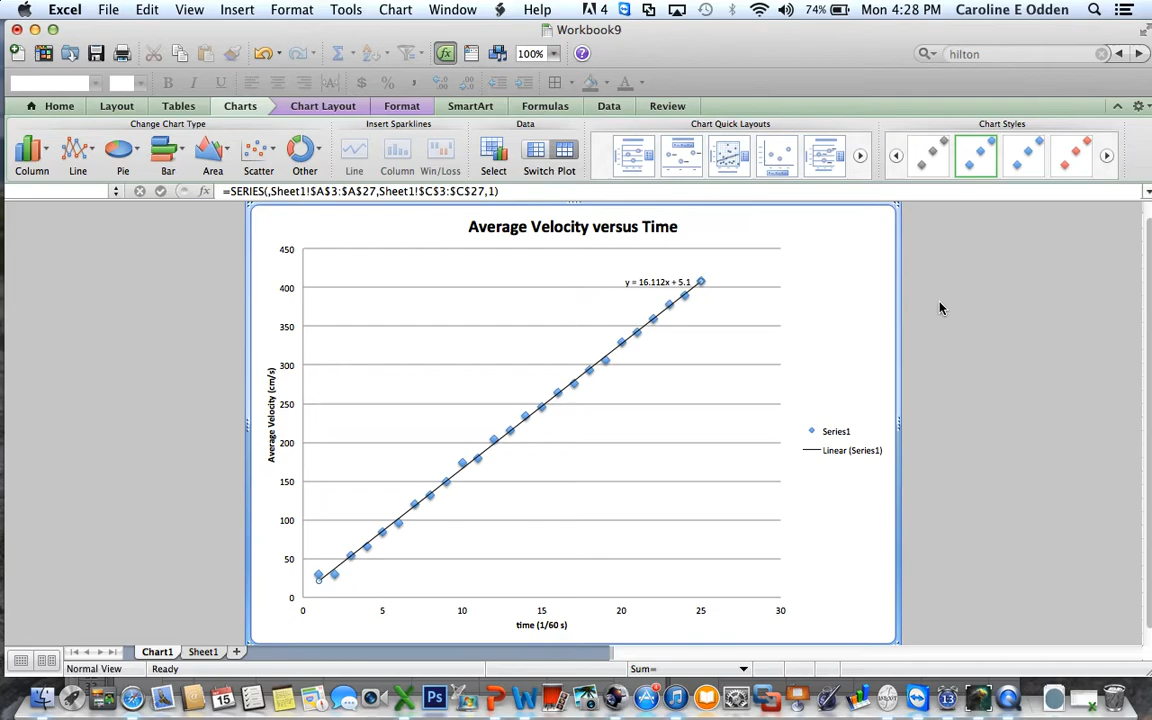 Excel File Edit View Insert Format Tools Chart Window Help 4 74% Mon 4:28 PM Caroline E Odden
Workbook9
100% hilton
B I U ABC $ % ,
Home Layout Tables Charts Chart Layout Format SmartArt Formulas Data Review
Change Chart Type Insert Sparklines Data Chart Quick Layouts Chart Styles
Column Line Pie Bar Area Scatter Other Line Column Win/Loss Select Switch Plot
fx =SERIES(,Sheet1!$A$3:$A$27,Sheet1!$C$3:$C$27,1)
Average Velocity versus Time
450
y = 16.112x + 5.1
400
350
300
250
200
150
100
50
0
Average Velocity (cm/s)
0 5 10 15 20 25 30
time (1/60 s)
Series1
Linear (Series1)
Chart1 Sheet1
Normal View Ready Sum=
15 13